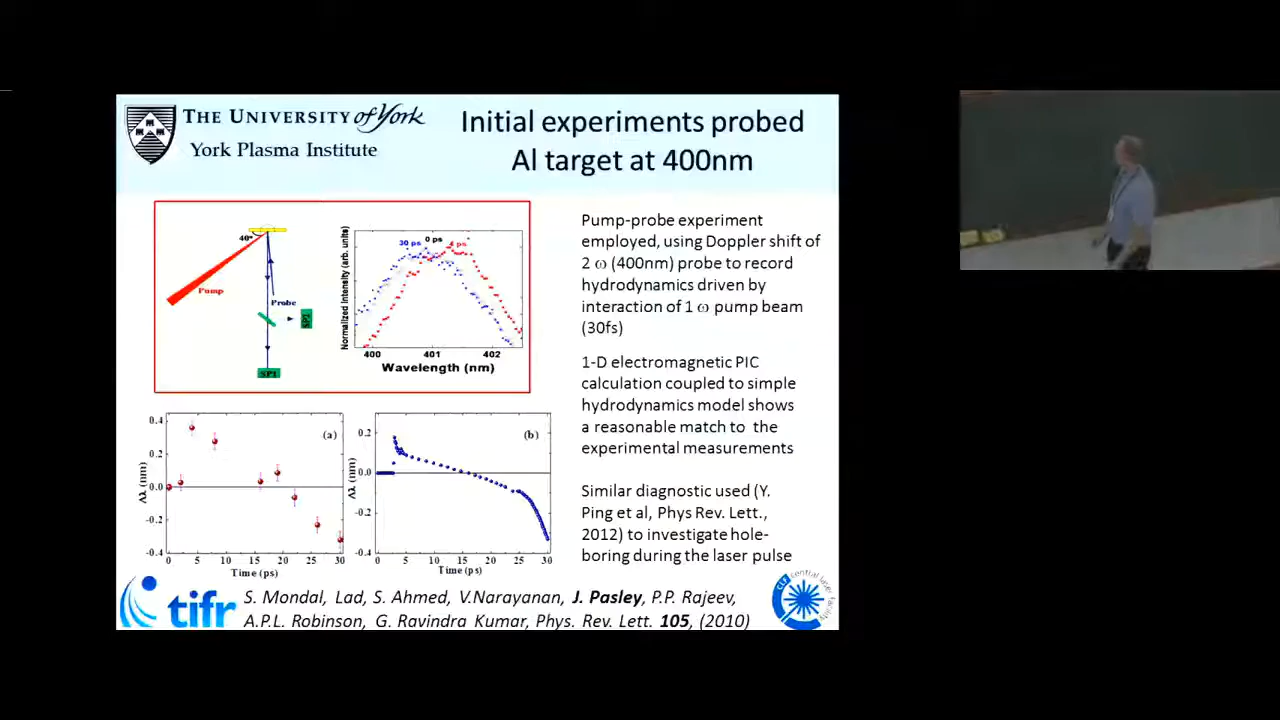 THE UNIVERSITY of York
York Plasma Institute
Initial experiments probed
Al target at 400nm
40°
Pump
Probe
SP2
SP1
Normalized Intensity (arb. units)
30 ps
0 ps
4 ps
400
401
402
Wavelength (nm)
Pump-probe experiment
employed, using Doppler shift of
2 ω (400nm) probe to record
hydrodynamics driven by
interaction of 1 ω pump beam
(30fs)
1-D electromagnetic PIC
calculation coupled to simple
hydrodynamics model shows
a reasonable match to the
experimental measurements
Similar diagnostic used (Y.
Ping et al, Phys Rev. Lett.,
2012) to investigate hole-
boring during the laser pulse
(a)
Δλ (nm)
0.4
0.2
0.0
-0.2
-0.4
0 5 10 15 20 25 30
Time (ps)
(b)
Δλ (nm)
0.2
0.0
-0.2
-0.4
0 5 10 15 20 25 30
Time (ps)
tifr
S. Mondal, Lad, S. Ahmed, V.Narayanan, J. Pasley, P.P. Rajeev,
A.P.L. Robinson, G. Ravindra Kumar, Phys. Rev. Lett. 105, (2010)
CLF central laser facility